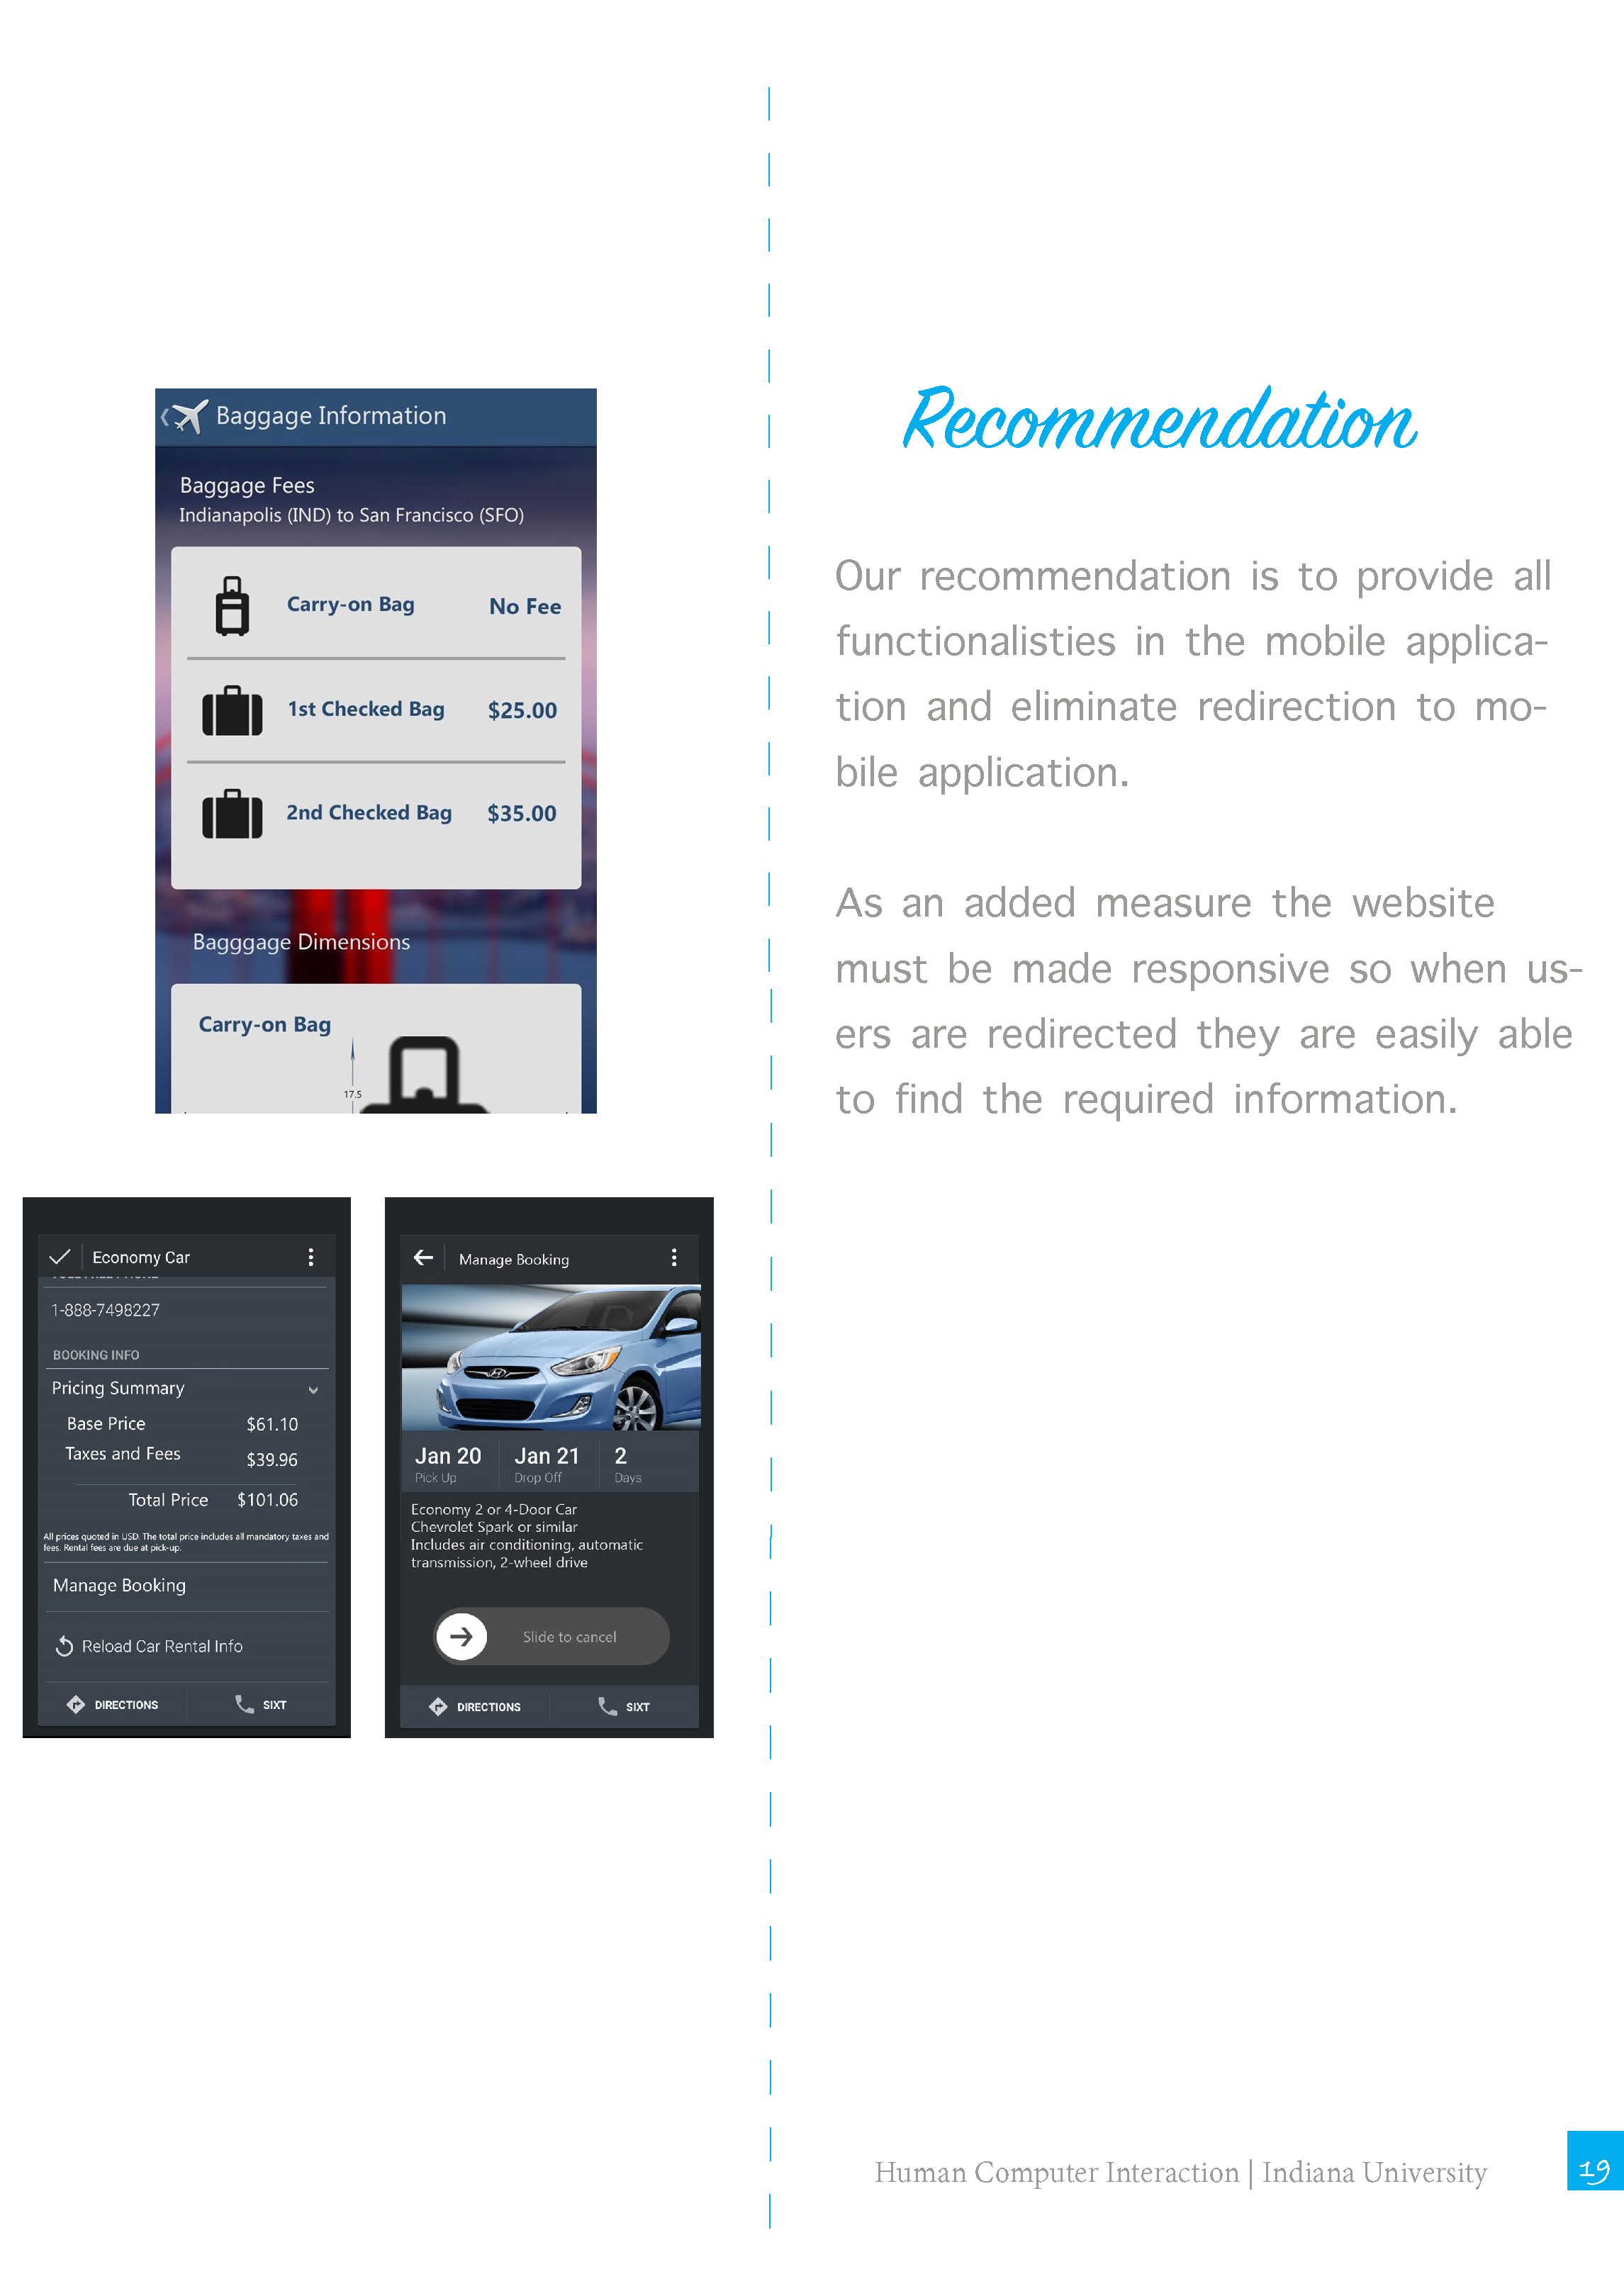 Baggage Information
Baggage Fees
Indianapolis (IND) to San Francisco (SFO)
Carry-on Bag No Fee
1st Checked Bag $25.00
2nd Checked Bag $35.00
Bagggage Dimensions
Carry-on Bag
17.5
Economy Car
1-888-7498227
BOOKING INFO
Pricing Summary
Base Price $61.10
Taxes and Fees $39.96
Total Price $101.06
All prices quoted in USD. The total price includes all mandatory taxes and
fees. Rental fees are due at pick-up.
Manage Booking
Reload Car Rental Info
DIRECTIONS SIXT
Manage Booking
Jan 20 Jan 21 2
Pick Up Drop Off Days
Economy 2 or 4-Door Car
Chevrolet Spark or similar
Includes air conditioning, automatic
transmission, 2-wheel drive
Slide to cancel
DIRECTIONS SIXT
Recommendation
Our recommendation is to provide all
functionalisties in the mobile applica-
tion and eliminate redirection to mo-
bile application.
As an added measure the website
must be made responsive so when us-
ers are redirected they are easily able
to find the required information.
Human Computer Interaction | Indiana University
19